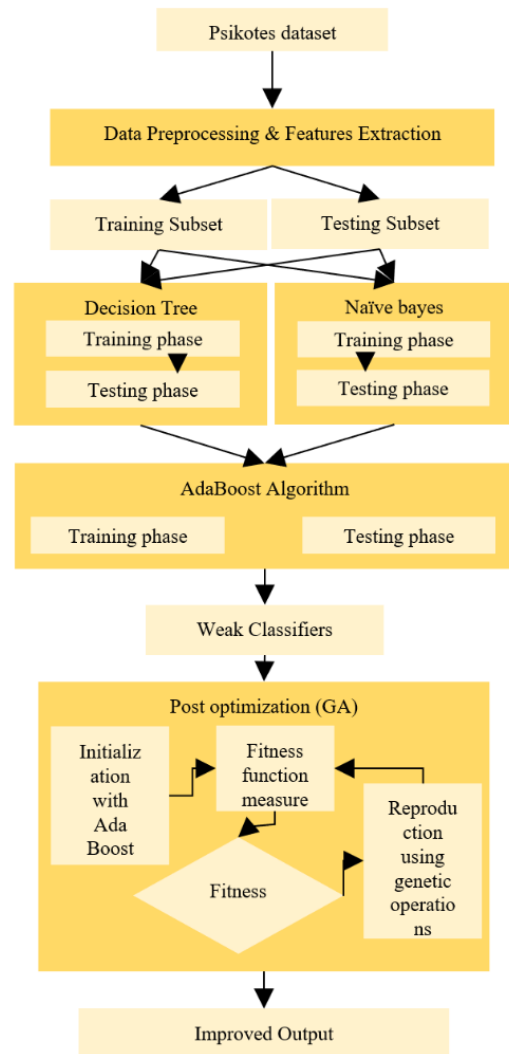 Psikotes dataset
Data Preprocessing & Features Extraction
Training Subset
Testing Subset
Decision Tree
Training phase
Testing phase
Naïve bayes
Training phase
Testing phase
AdaBoost Algorithm
Training phase
Testing phase
Weak Classifiers
Post optimization (GA)
Initializ
ation
with
Ada
Boost
Fitness
function
measure
Fitness
Reprodu
ction
using
genetic
operatio
ns
Improved Output